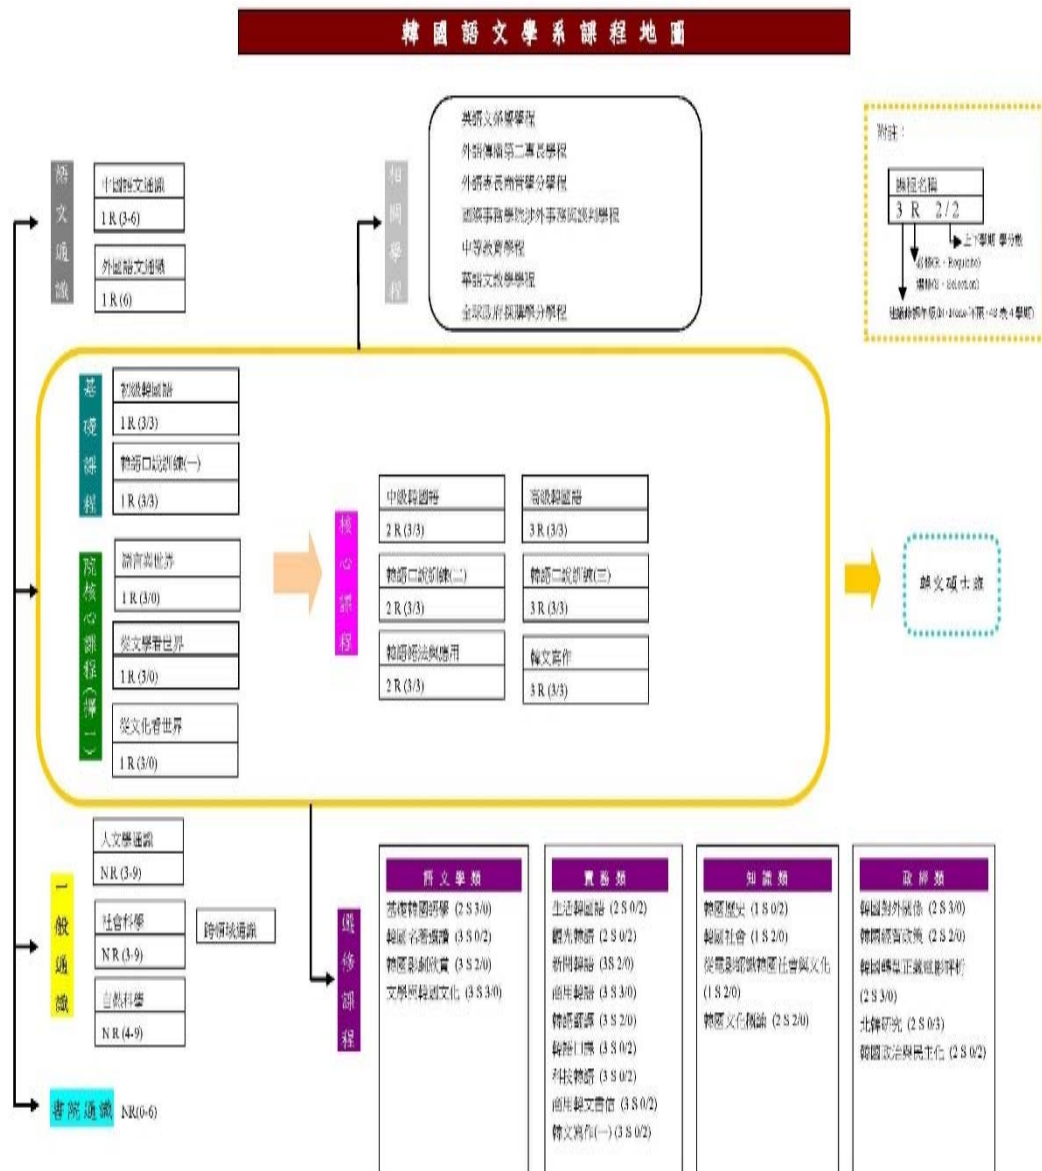 韓國語文學系課程地圖
語文通識
中國語文通識
1 R (3-6)
外國語文通識
1 R (6)
相關學程
英語文榮譽學程
外語傳播第二專長學程
外語專長商管學分學程
國際事務學院涉外事務與談判學程
中等教育學程
華語文教學學程
全球政府採購學分學程
附註：
課程名稱
3 R 2/2
上下學期 學分數
必修(R，Requisite)
選修(S，Selection)
基礎課程
初級韓國語
1 R (3/3)
韓語口說訓練(一)
1 R (3/3)
院核心課程(擇一)
語言與世界
1 R (3/0)
從文學看世界
1 R (3/0)
從文化看世界
1 R (3/0)
核心課程
中級韓國語
2 R (3/3)
韓語口說訓練(二)
2 R (3/3)
韓語語法與應用
2 R (3/3)
高級韓國語
3 R (3/3)
韓語口說訓練(三)
3 R (3/3)
韓文寫作
3 R (3/3)
韓文碩士班
一般通識
人文學通識
NR (3-9)
社會科學
NR (3-9)
自然科學
NR (4-9)
跨領域通識
書院通識 NR(0-6)
選修課程
語文學類
基礎韓國語學 (2 S 3/0)
韓國名著選讀 (3 S 0/2)
韓國影劇欣賞 (3 S 2/0)
文學與韓國文化 (3 S 3/0)
實務類
生活韓國語 (2 S 0/2)
觀光韓語 (2 S 0/2)
新聞韓語 (3S 2/0)
商用韓語 (3 S 3/0)
韓語翻譯 (3 S 2/0)
韓語口譯 (3 S 0/2)
科技韓語 (3 S 0/2)
商用韓文書信 (3 S 0/2)
韓文寫作(一) (3 S 0/2)
知識類
韓國歷史 (1 S 0/2)
韓國社會 (1 S 2/0)
從電影認識韓國社會與文化
(1 S 2/0)
韓國文化概論 (2 S 2/0)
政經類
韓國對外關係 (2 S 3/0)
韓國經貿政策 (2 S 2/0)
韓國轉型正義電影評析
(2 S 3/0)
北韓研究 (2 S 0/3)
韓國政治與民主化 (2 S 0/2)